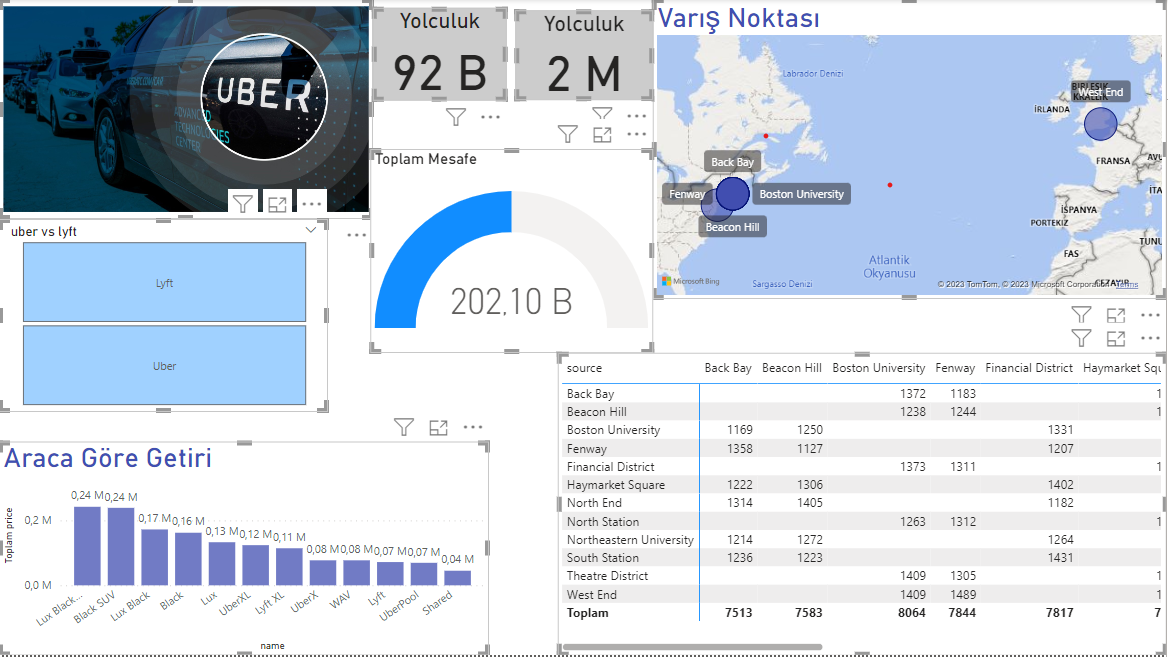 UBER
ADVANCED
TECHNOLOGIES
CENTER
Yolculuk
92 B
Yolculuk
2 M
Varış Noktası
Labrador Denizi
BİRLEŞİK
KRALLIK
West End
İRLANDA
FRANSA
İSPANYA
PORTEKİZ
FAS
CEZAYİR
TUNU
İTA
Back Bay
Fenway
Boston University
Beacon Hill
Atlantik
Okyanusu
Sargasso Denizi
Microsoft Bing
© 2023 TomTom, © 2023 Microsoft Corporation Terms
uber vs lyft
Lyft
Uber
Toplam Mesafe
202,10 B
Araca Göre Getiri
Toplam price
0,2 M
0,0 M
0,24 M 0,24 M 0,17 M 0,16 M 0,13 M 0,12 M 0,11 M 0,08 M 0,08 M 0,07 M 0,07 M 0,04 M
Lux Black... Black SUV Lux Black Black Lux UberXL Lyft XL UberX WAV Lyft UberPool Shared
name
source Back Bay Beacon Hill Boston University Fenway Financial District Haymarket Squ
Back Bay 1372 1183 1
Beacon Hill 1238 1244 1
Boston University 1169 1250 1331
Fenway 1358 1127 1207
Financial District 1373 1311 1
Haymarket Square 1222 1306 1402
North End 1314 1405 1182
North Station 1263 1312 1
Northeastern University 1214 1272 1264
South Station 1236 1223 1431
Theatre District 1409 1305 1
West End 1409 1489 1
Toplam 7513 7583 8064 7844 7817 7